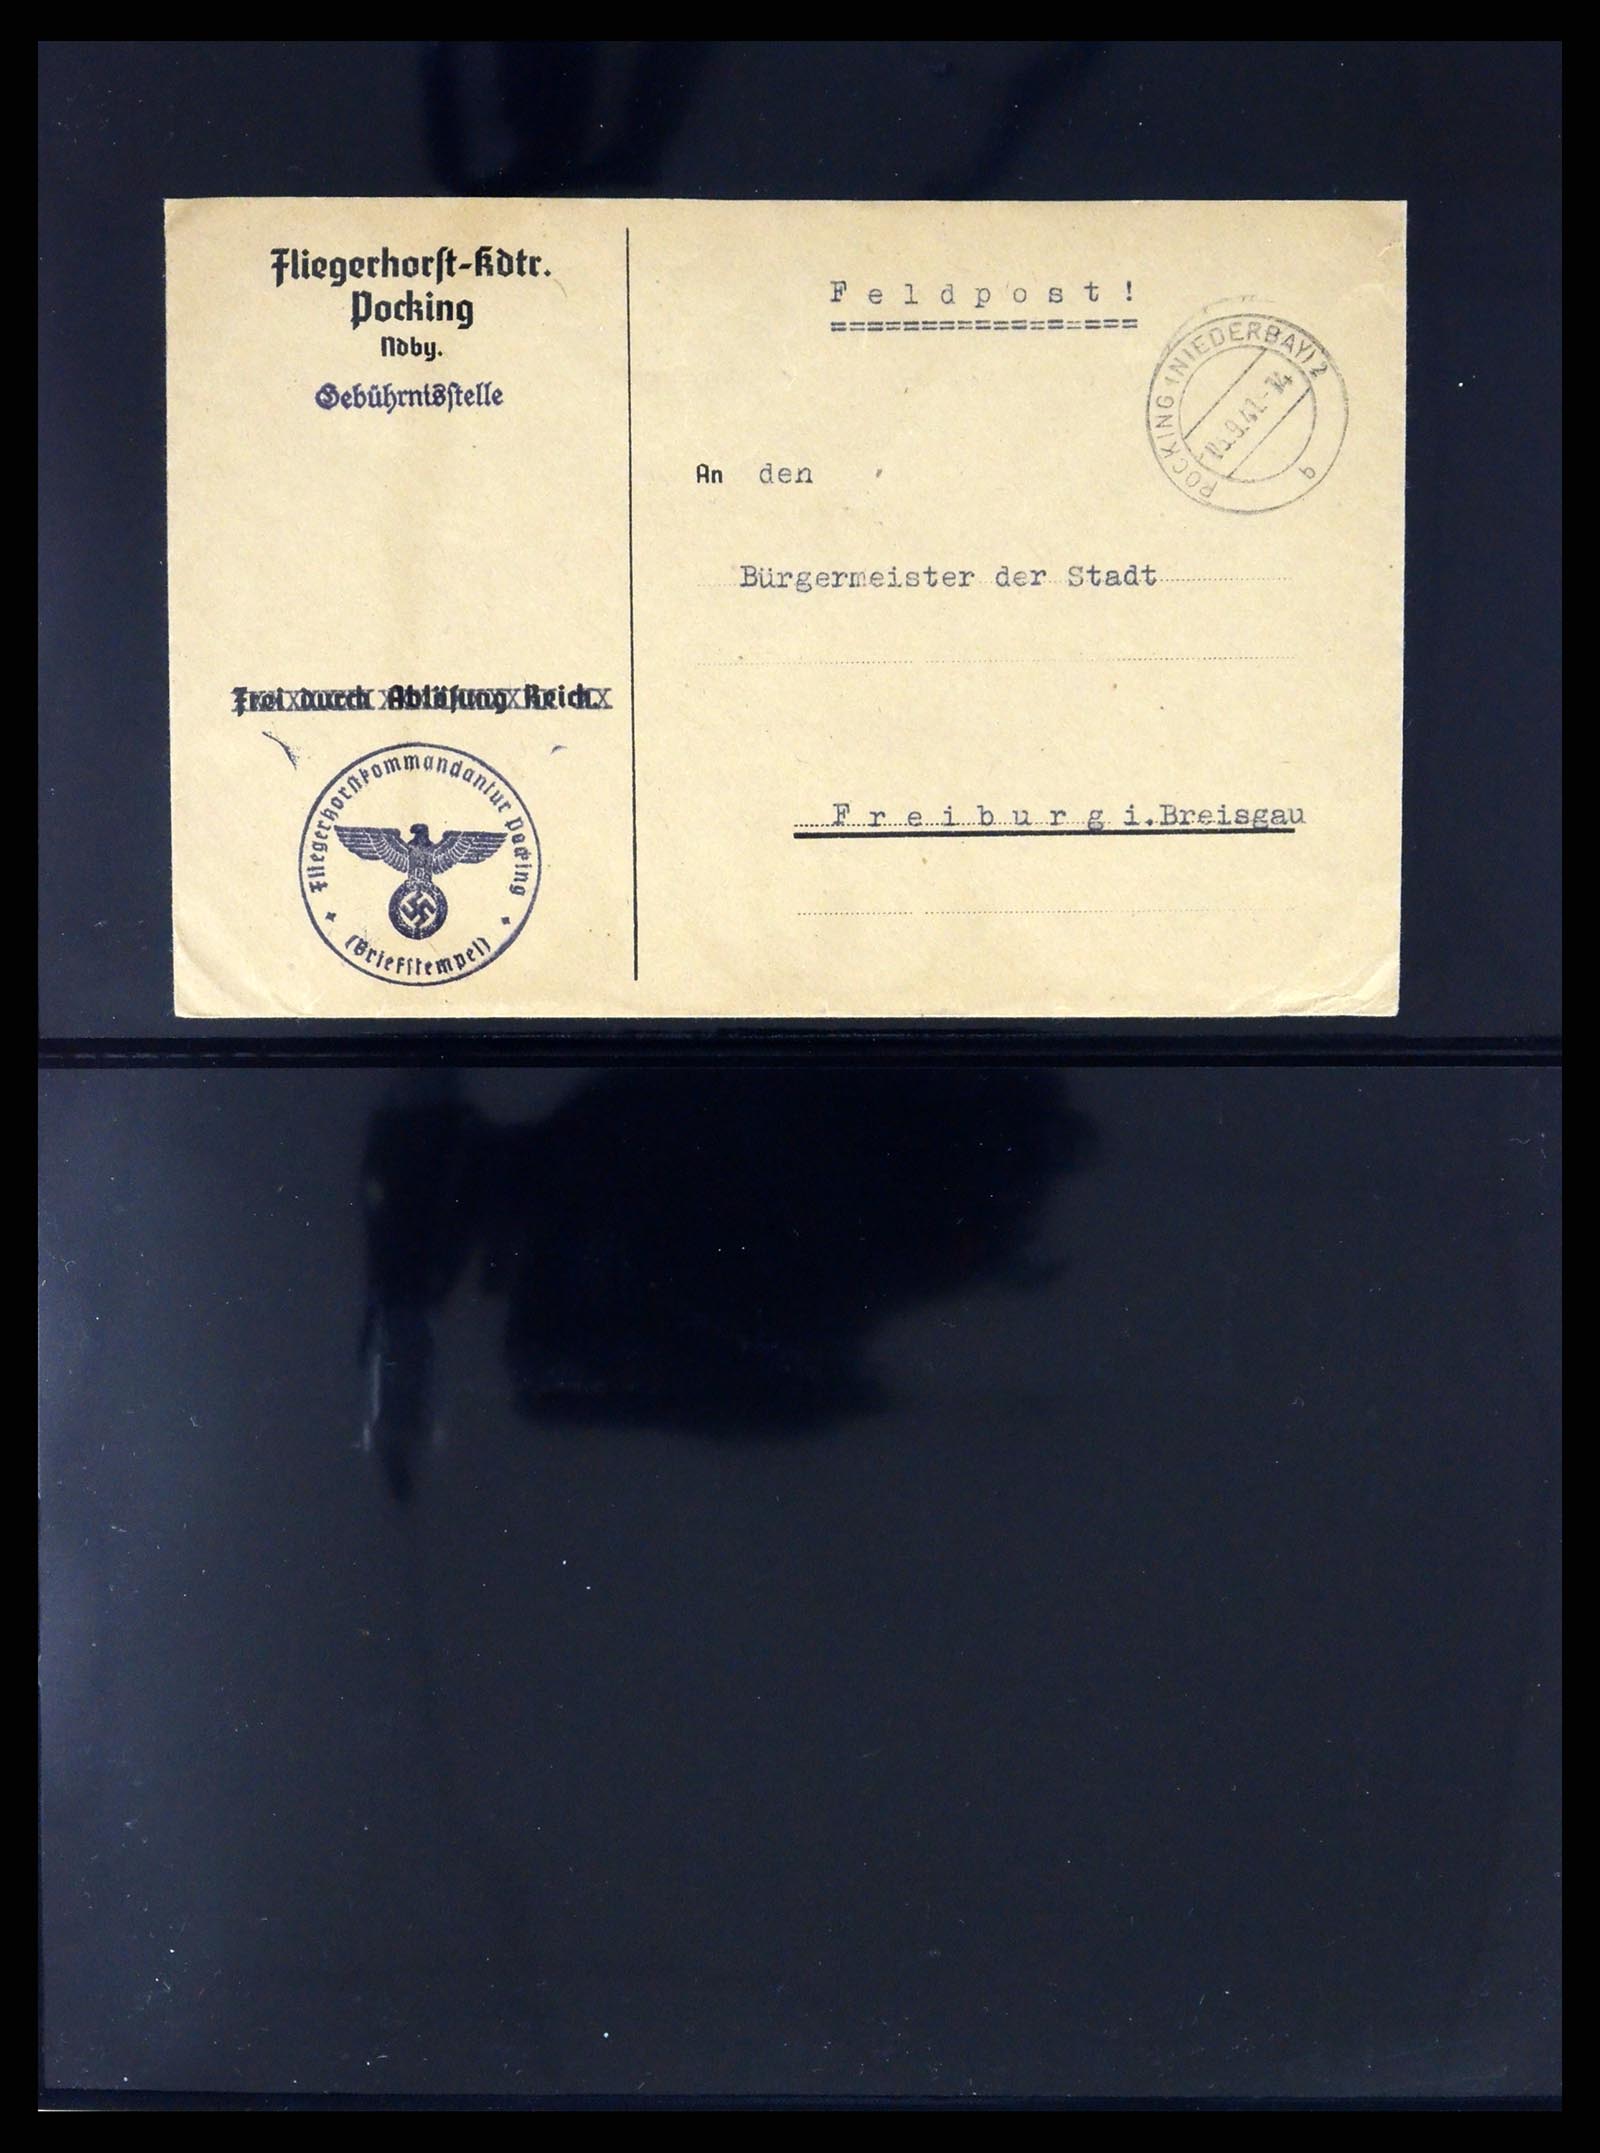 Fliegerhorſt-Kdtr.
Pocking
Ndby.
Gebührnisſtelle
Feldpost!
==================
POCKING (NIEDERBAY) 2
b
An den
Bürgermeister der Stadt
Frei durch Ablöſung Reich.
Freiburg i.Breisgau
Fliegerhorſtkommandantur Pocking
(Briefſtempel)